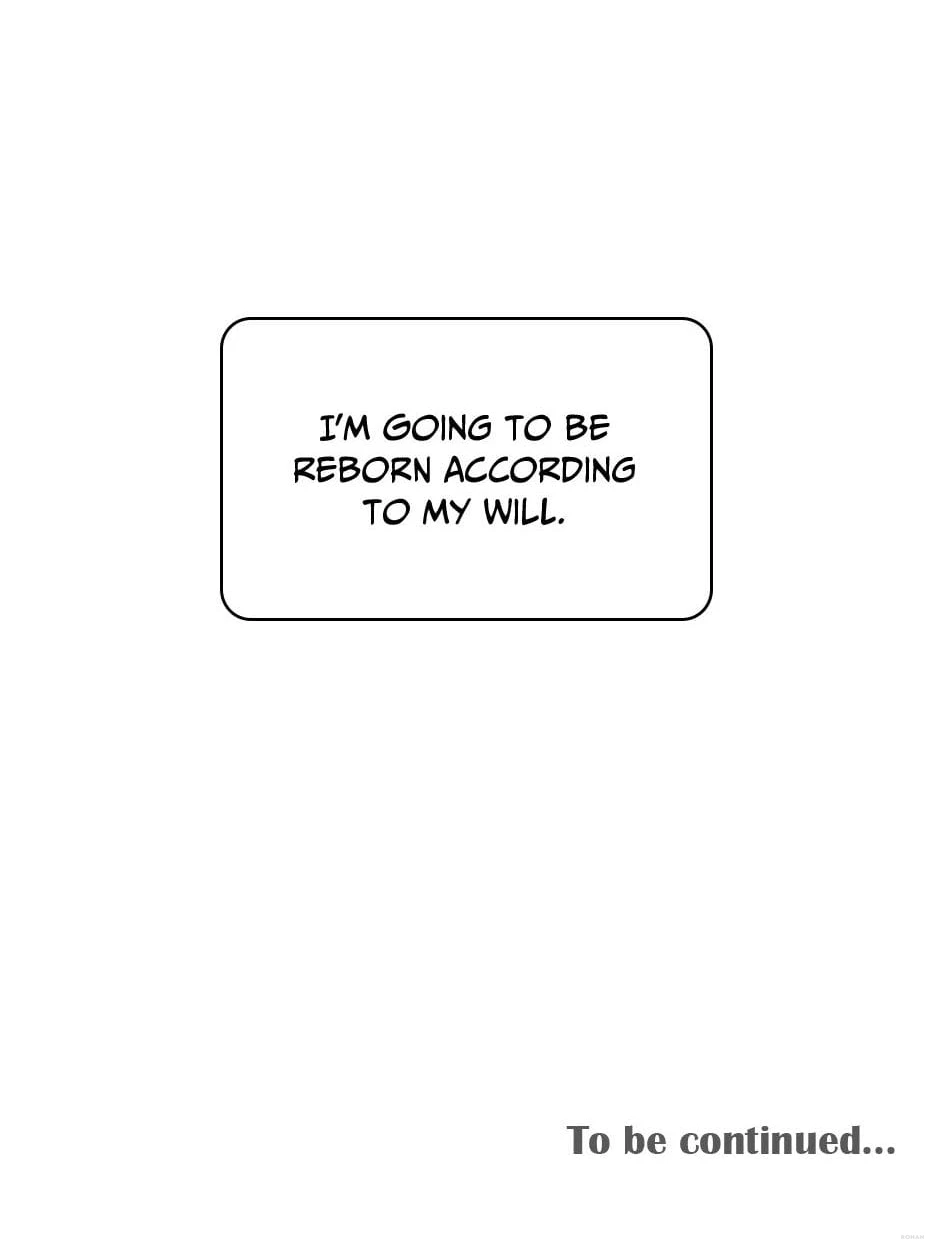 I'M GOING TO BE
REBORN ACCORDING
TO MY WILL.
To be continued...